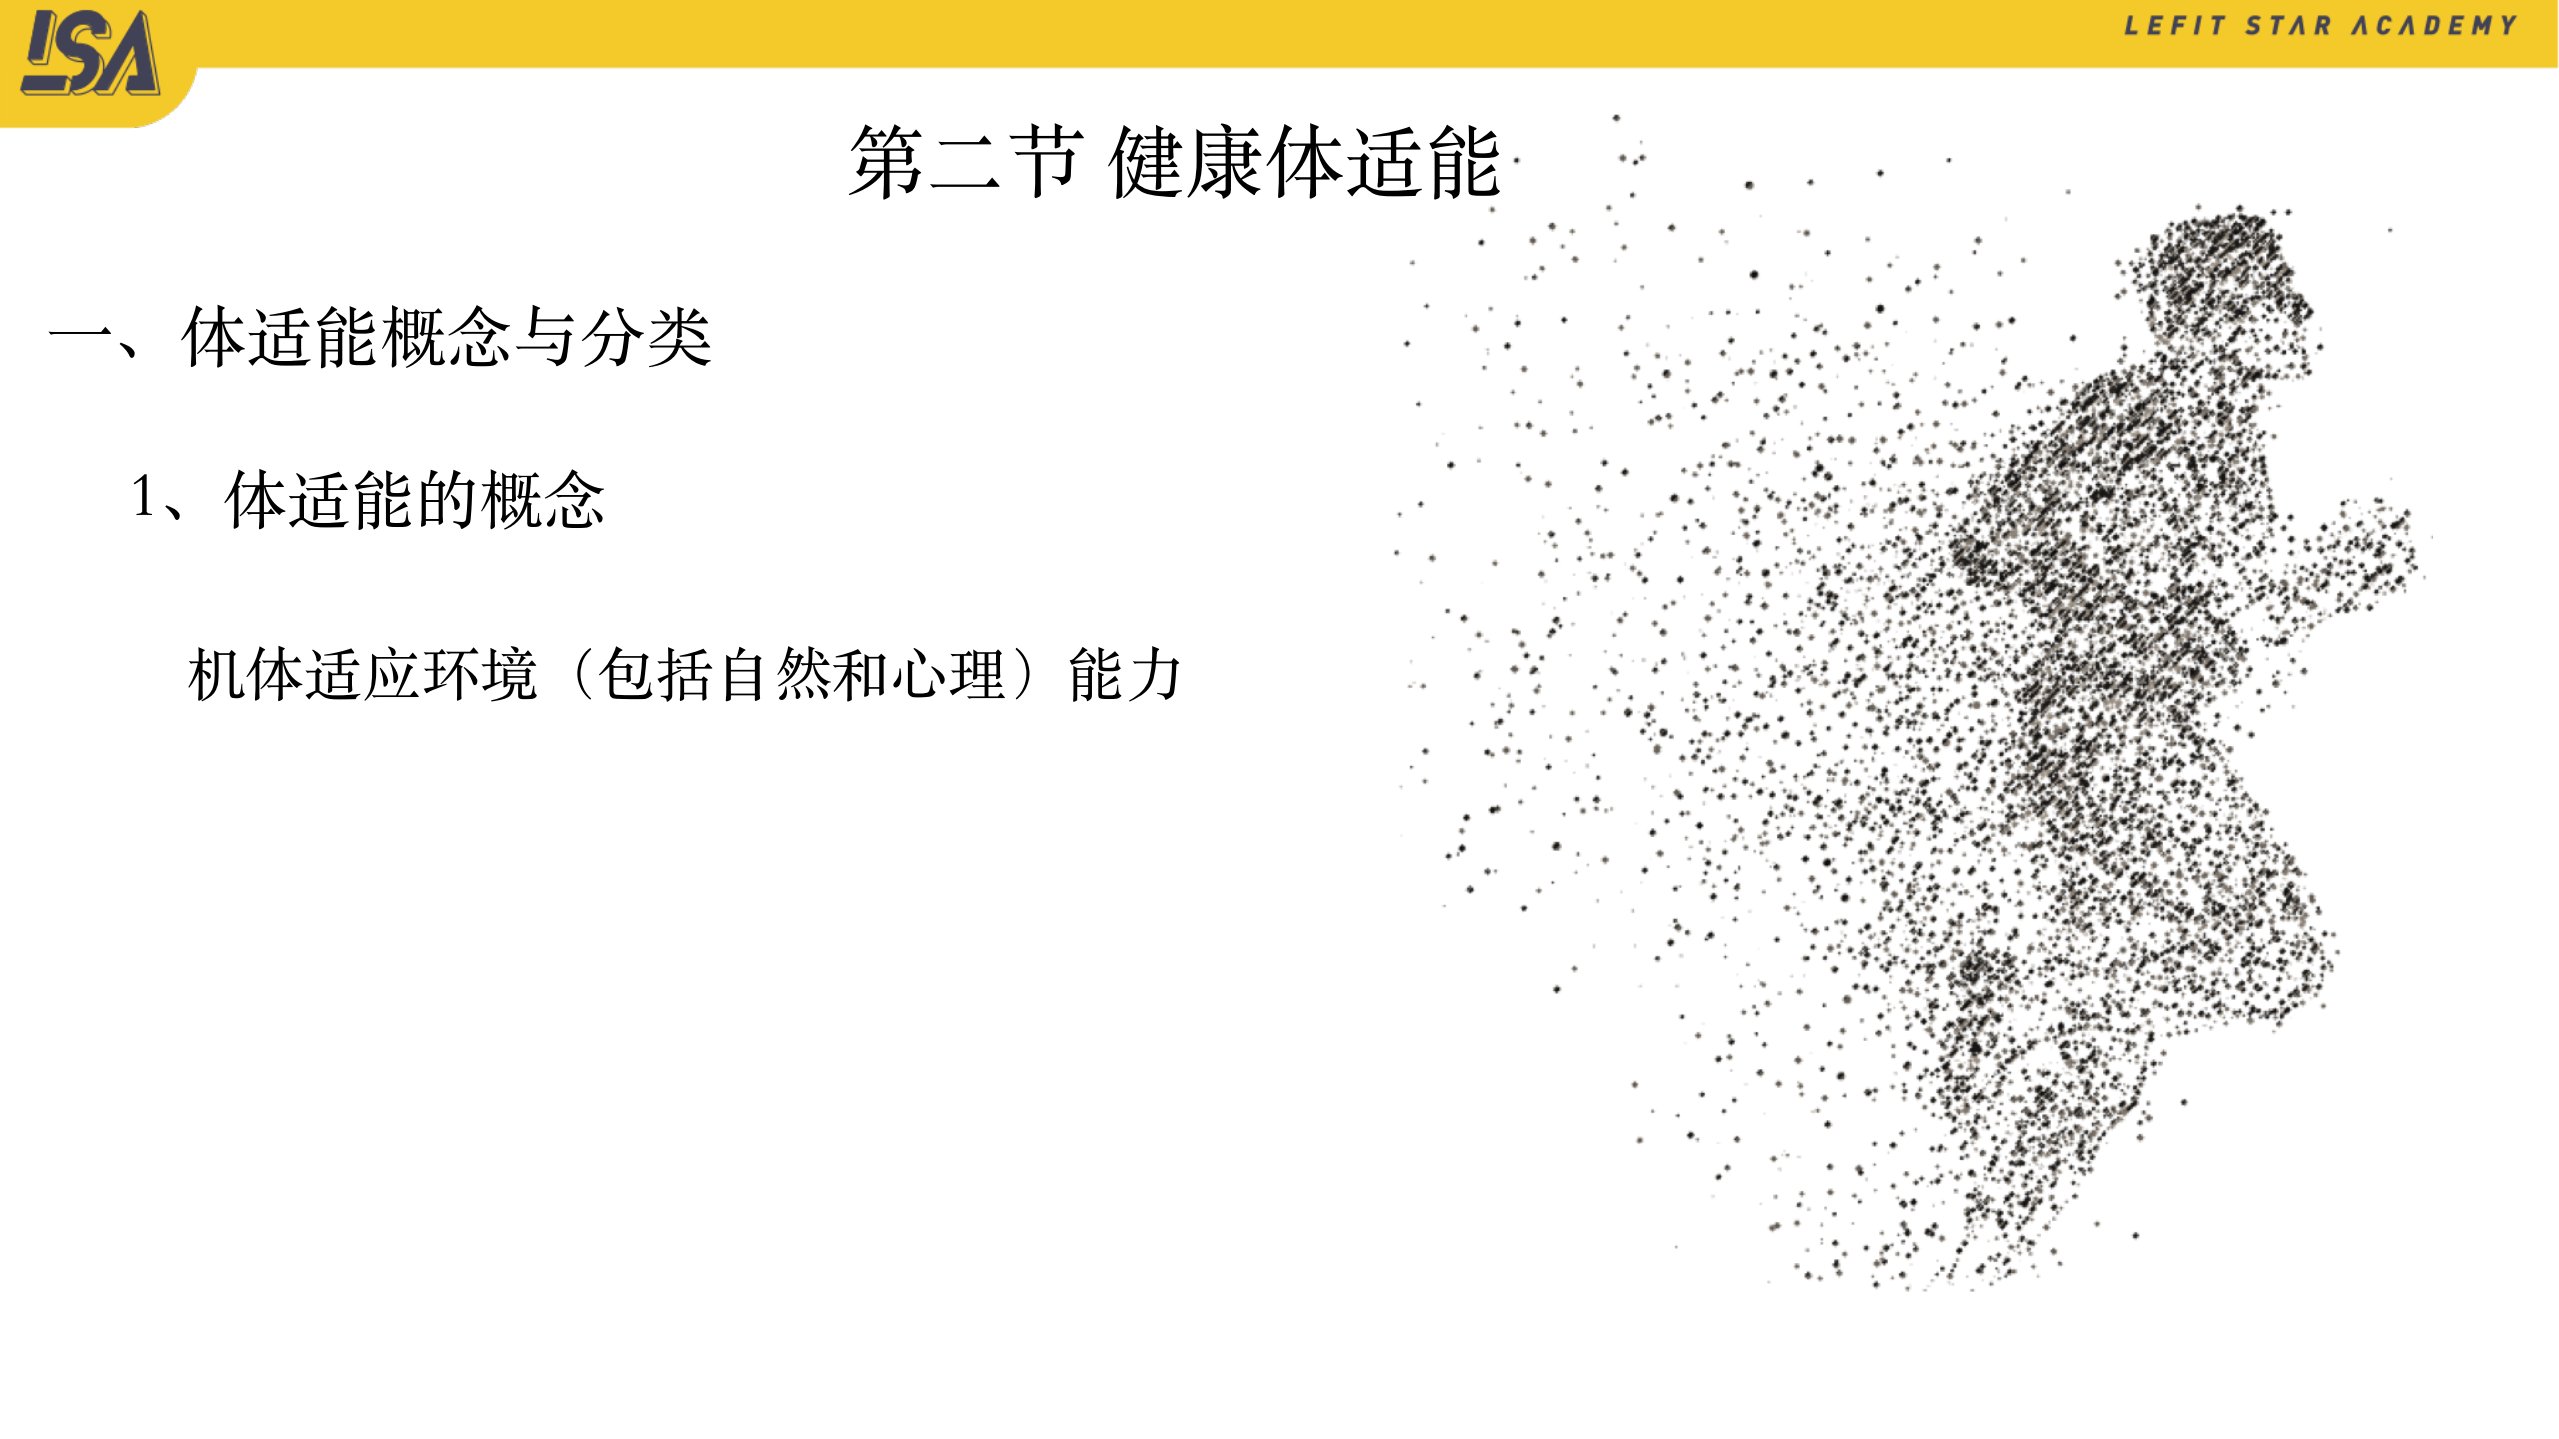 LSA
LEFIT STAR ACADEMY
第二节 健康体适能
一、体适能概念与分类
1、体适能的概念
机体适应环境（包括自然和心理）能力